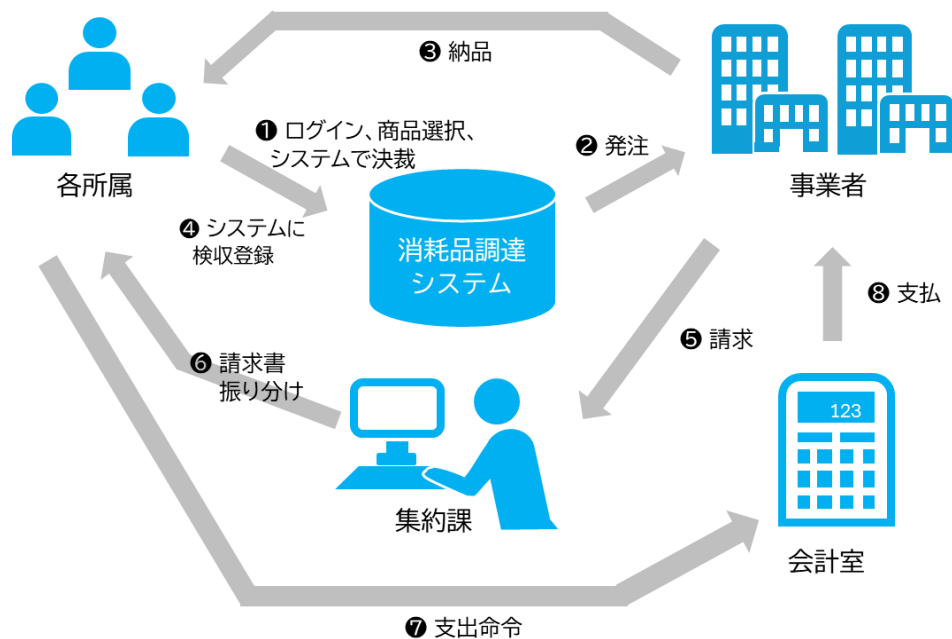 ❸ 納品
❶ ログイン、商品選択、
システムで決裁
❷ 発注
各所属
事業者
❹ システムに
検収登録
消耗品調達
システム
❽ 支払
❺ 請求
❻ 請求書
振り分け
123
集約課
会計室
❼ 支出命令